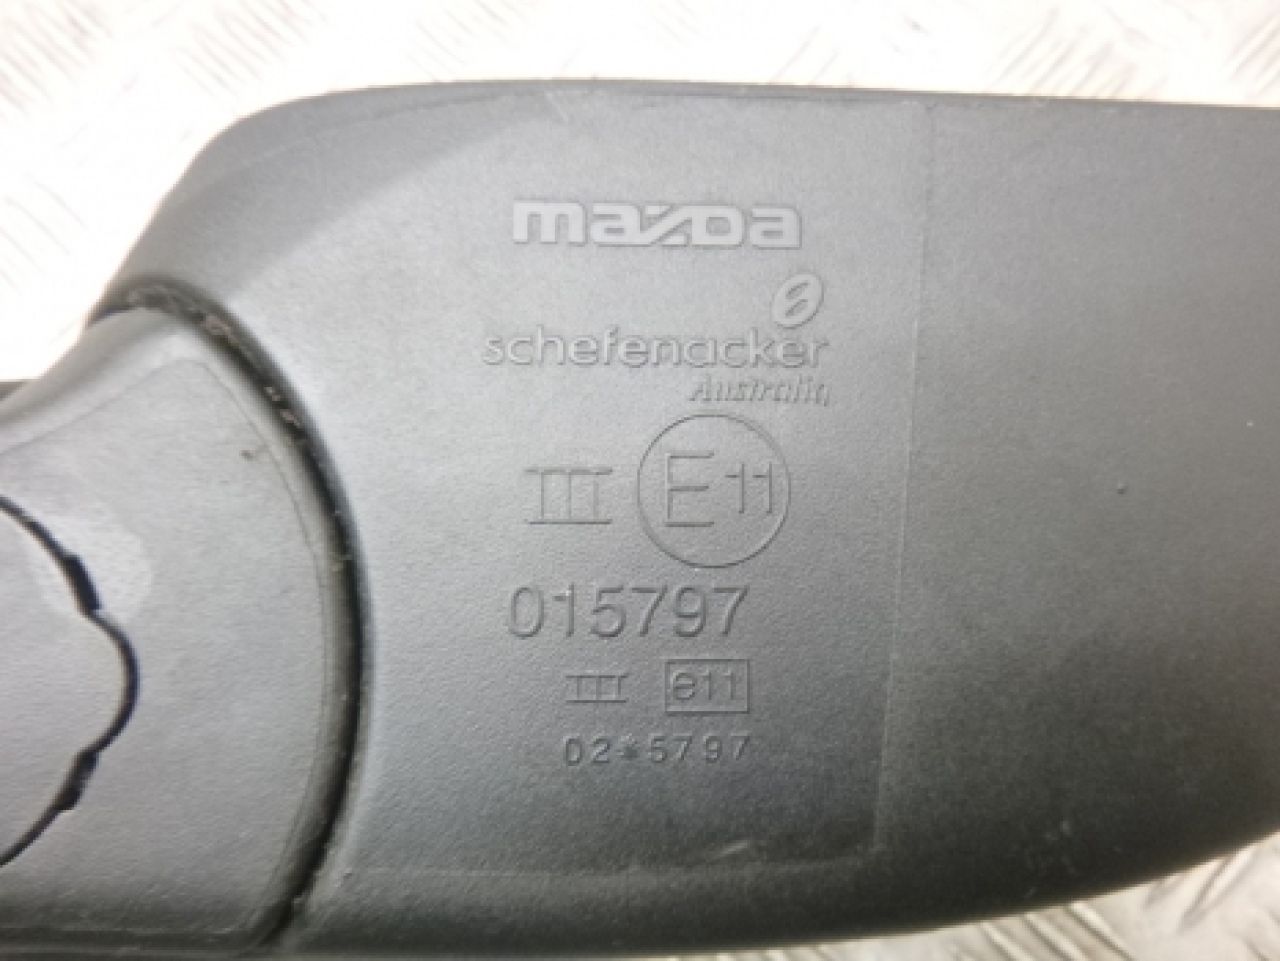 mazda
schefenacker
Australia
III E11
015797
III e11
02*5797